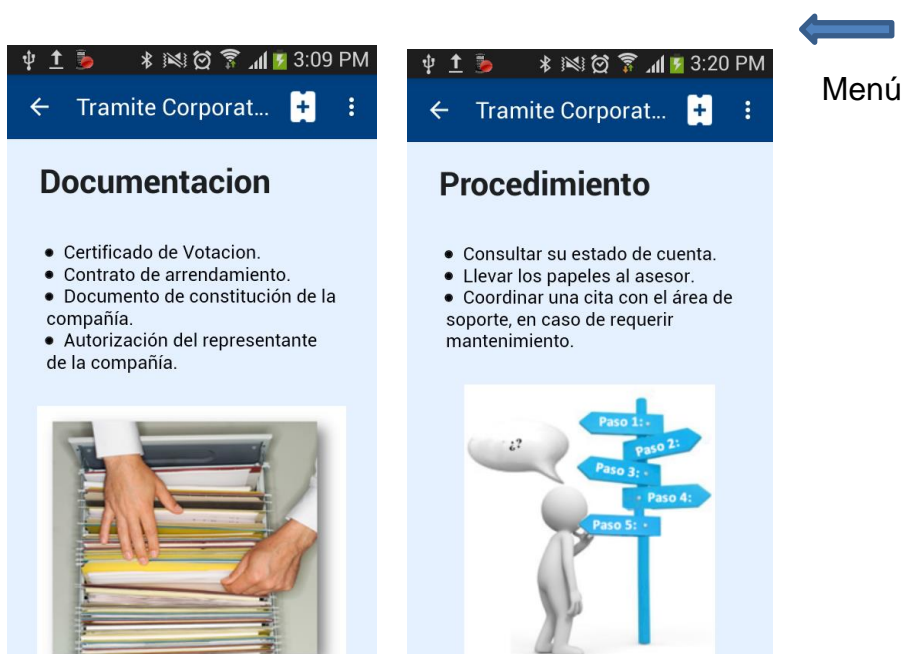 3:09 PM
Tramite Corporat...
Documentacion
● Certificado de Votacion.
● Contrato de arrendamiento.
● Documento de constitución de la
compañía.
● Autorización del representante
de la compañía.
3:20 PM
Tramite Corporat...
Procedimiento
● Consultar su estado de cuenta.
● Llevar los papeles al asesor.
● Coordinar una cita con el área de
soporte, en caso de requerir
mantenimiento.
¿?
Paso 1:
Paso 2:
Paso 3:
Paso 4:
Paso 5:
Menú